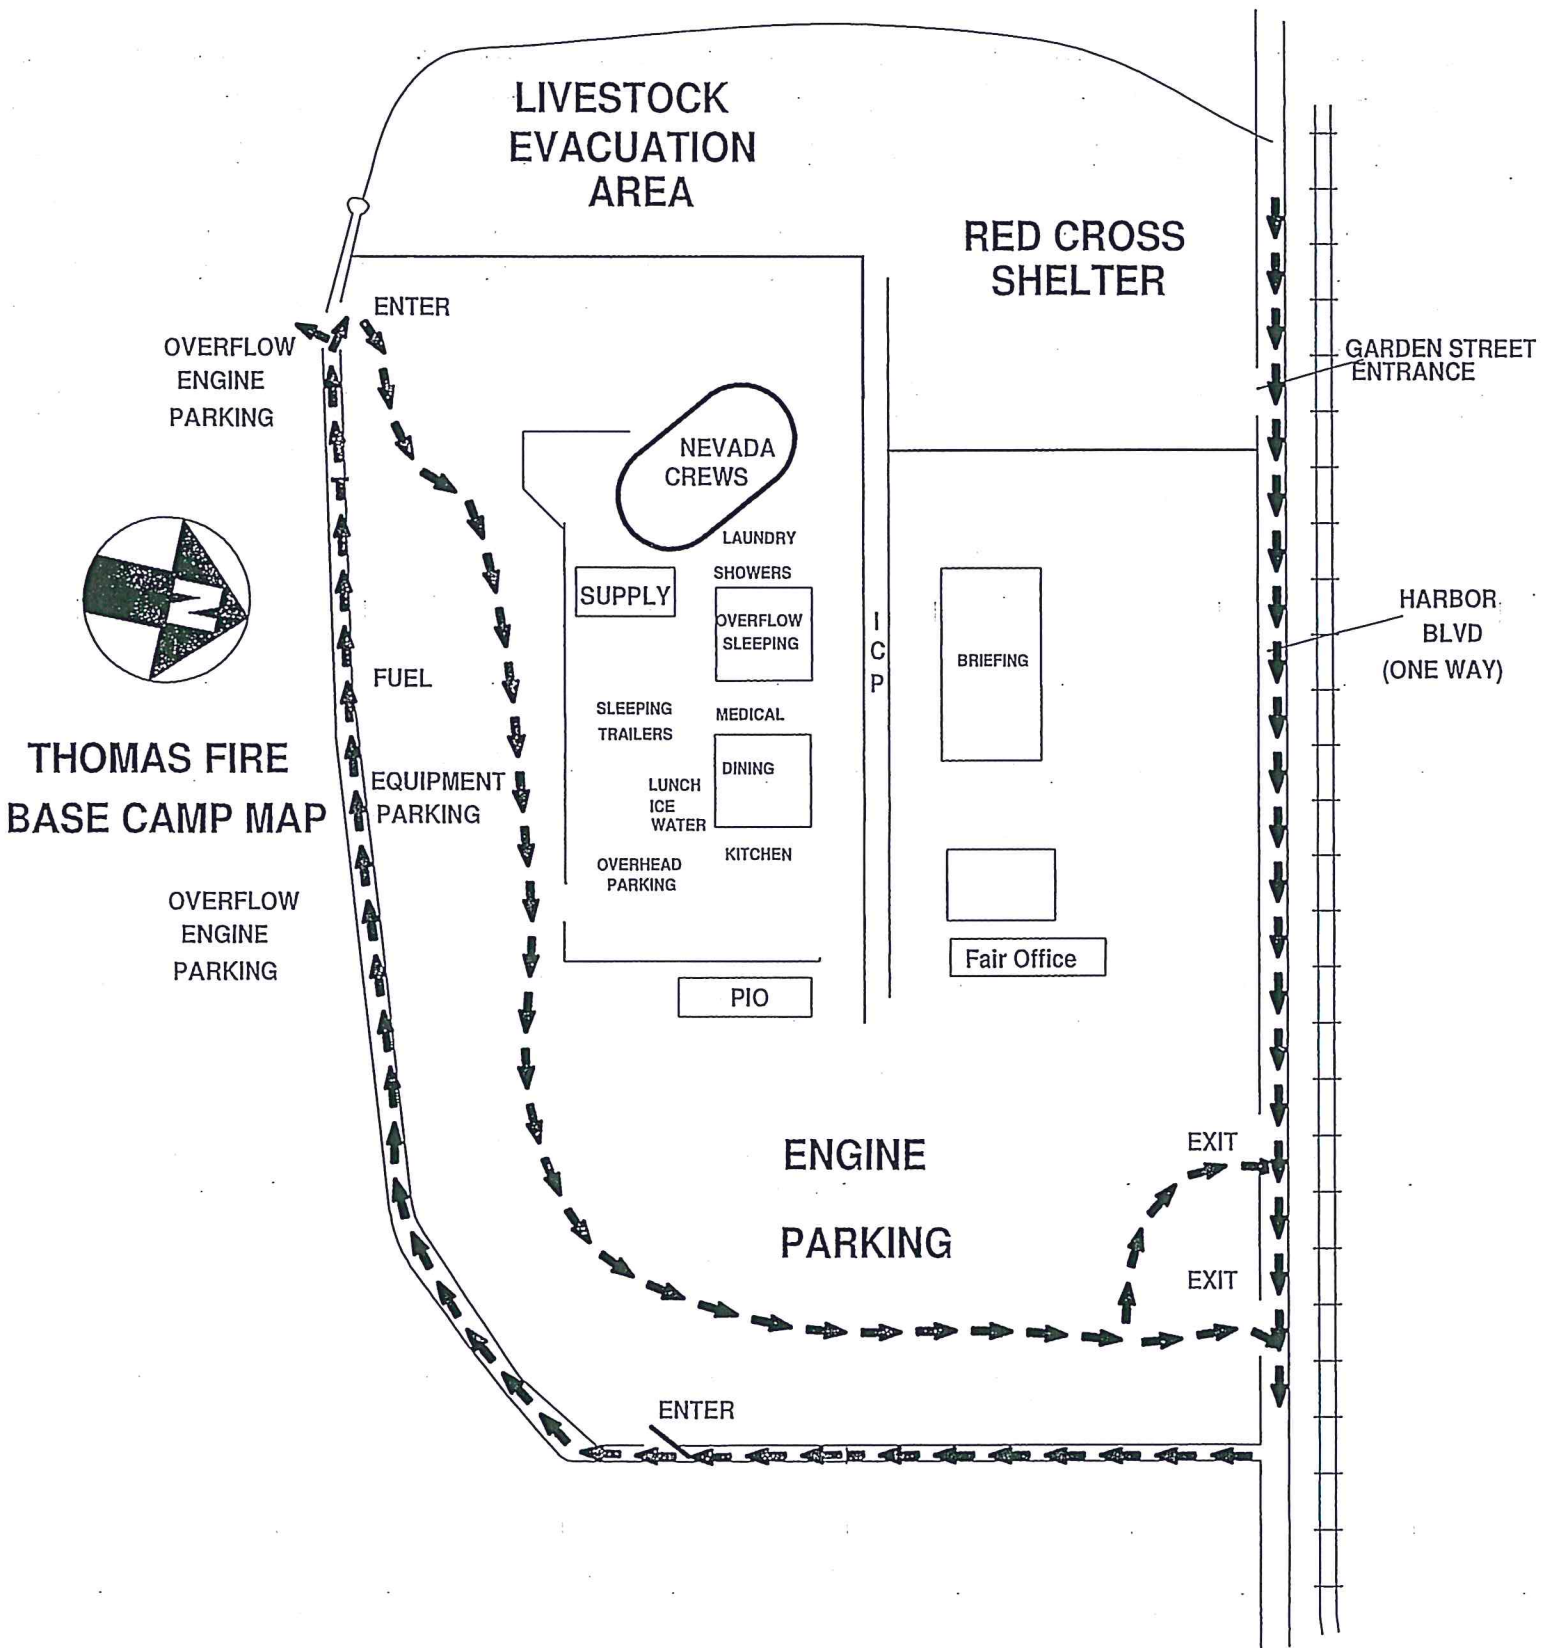 LIVESTOCK
EVACUATION
AREA
RED CROSS
SHELTER
ENTER
OVERFLOW
ENGINE
PARKING
GARDEN STREET
ENTRANCE
NEVADA
CREWS
LAUNDRY
SHOWERS
SUPPLY
OVERFLOW
SLEEPING
ICP
BRIEFING
HARBOR
BLVD
(ONE WAY)
N
FUEL
SLEEPING
TRAILERS
MEDICAL
THOMAS FIRE
BASE CAMP MAP
EQUIPMENT
PARKING
DINING
LUNCH
ICE
WATER
KITCHEN
OVERHEAD
PARKING
OVERFLOW
ENGINE
PARKING
Fair Office
PIO
ENGINE
PARKING
EXIT
EXIT
ENTER